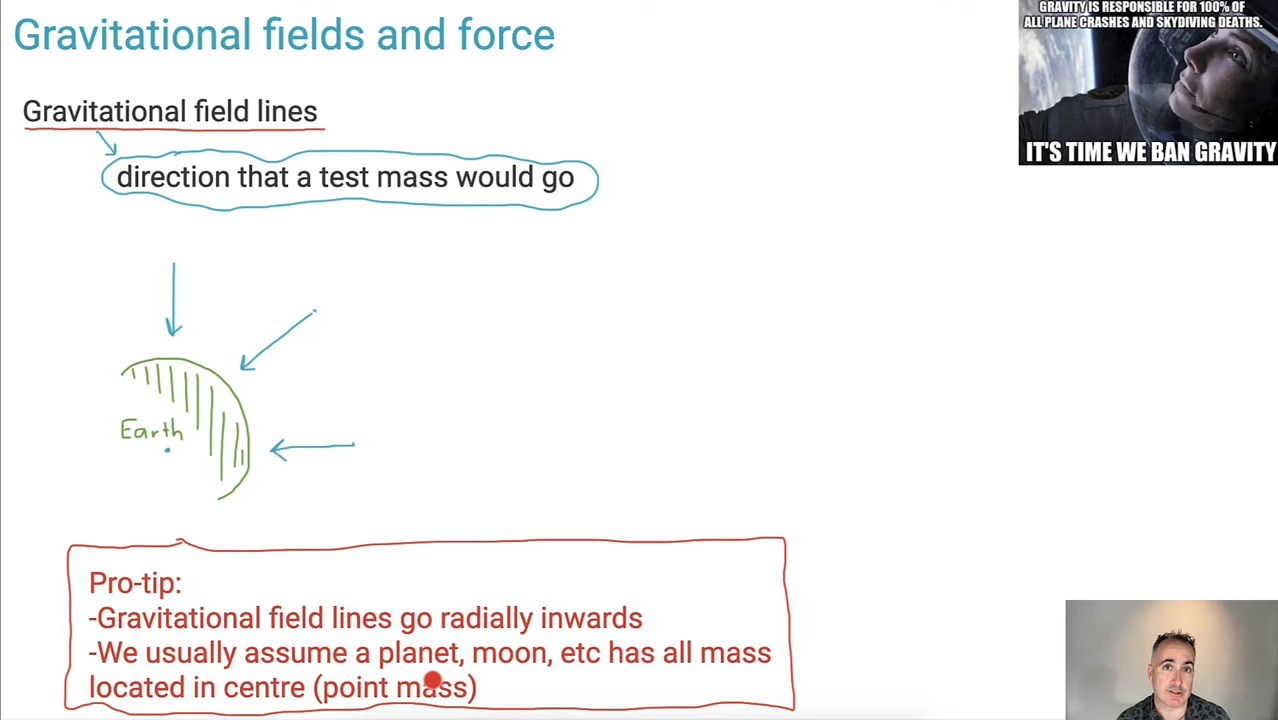 Gravitational fields and force
GRAVITY IS RESPONSIBLE FOR 100% OF
ALL PLANE CRASHES AND SKYDIVING DEATHS.
IT'S TIME WE BAN GRAVITY
Gravitational field lines
direction that a test mass would go
Earth
Pro-tip:
-Gravitational field lines go radially inwards
-We usually assume a planet, moon, etc has all mass
located in centre (point mass)